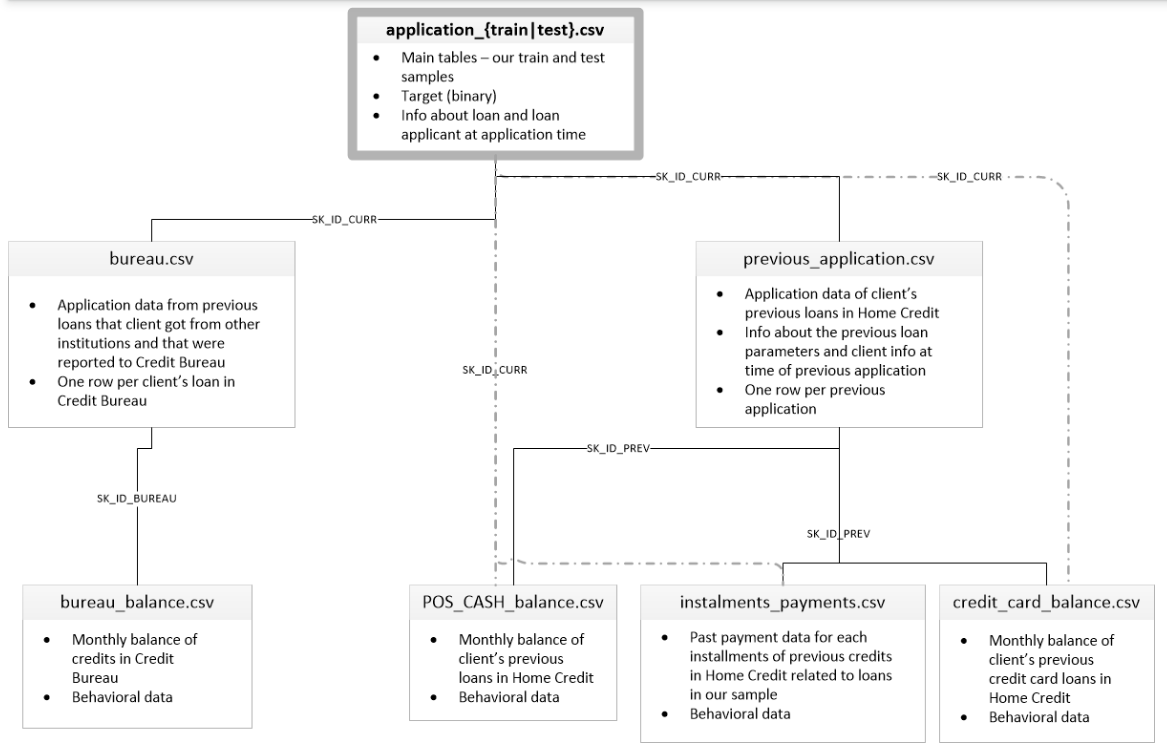 application_{train|test}.csv
• Main tables – our train and test
samples
• Target (binary)
• Info about loan and loan
applicant at application time
SK_ID_CURR
SK_ID_CURR
SK_ID_CURR
bureau.csv
• Application data from previous
loans that client got from other
institutions and that were
reported to Credit Bureau
• One row per client's loan in
Credit Bureau
previous_application.csv
• Application data of client's
previous loans in Home Credit
• Info about the previous loan
parameters and client info at
time of previous application
• One row per previous
application
SK_ID_CURR
SK_ID_PREV
SK_ID_BUREAU
SK_ID_PREV
bureau_balance.csv
• Monthly balance of
credits in Credit
Bureau
• Behavioral data
POS_CASH_balance.csv
• Monthly balance of
client's previous
loans in Home Credit
• Behavioral data
instalments_payments.csv
• Past payment data for each
installments of previous credits
in Home Credit related to loans
in our sample
• Behavioral data
credit_card_balance.csv
• Monthly balance of
client's previous
credit card loans in
Home Credit
• Behavioral data